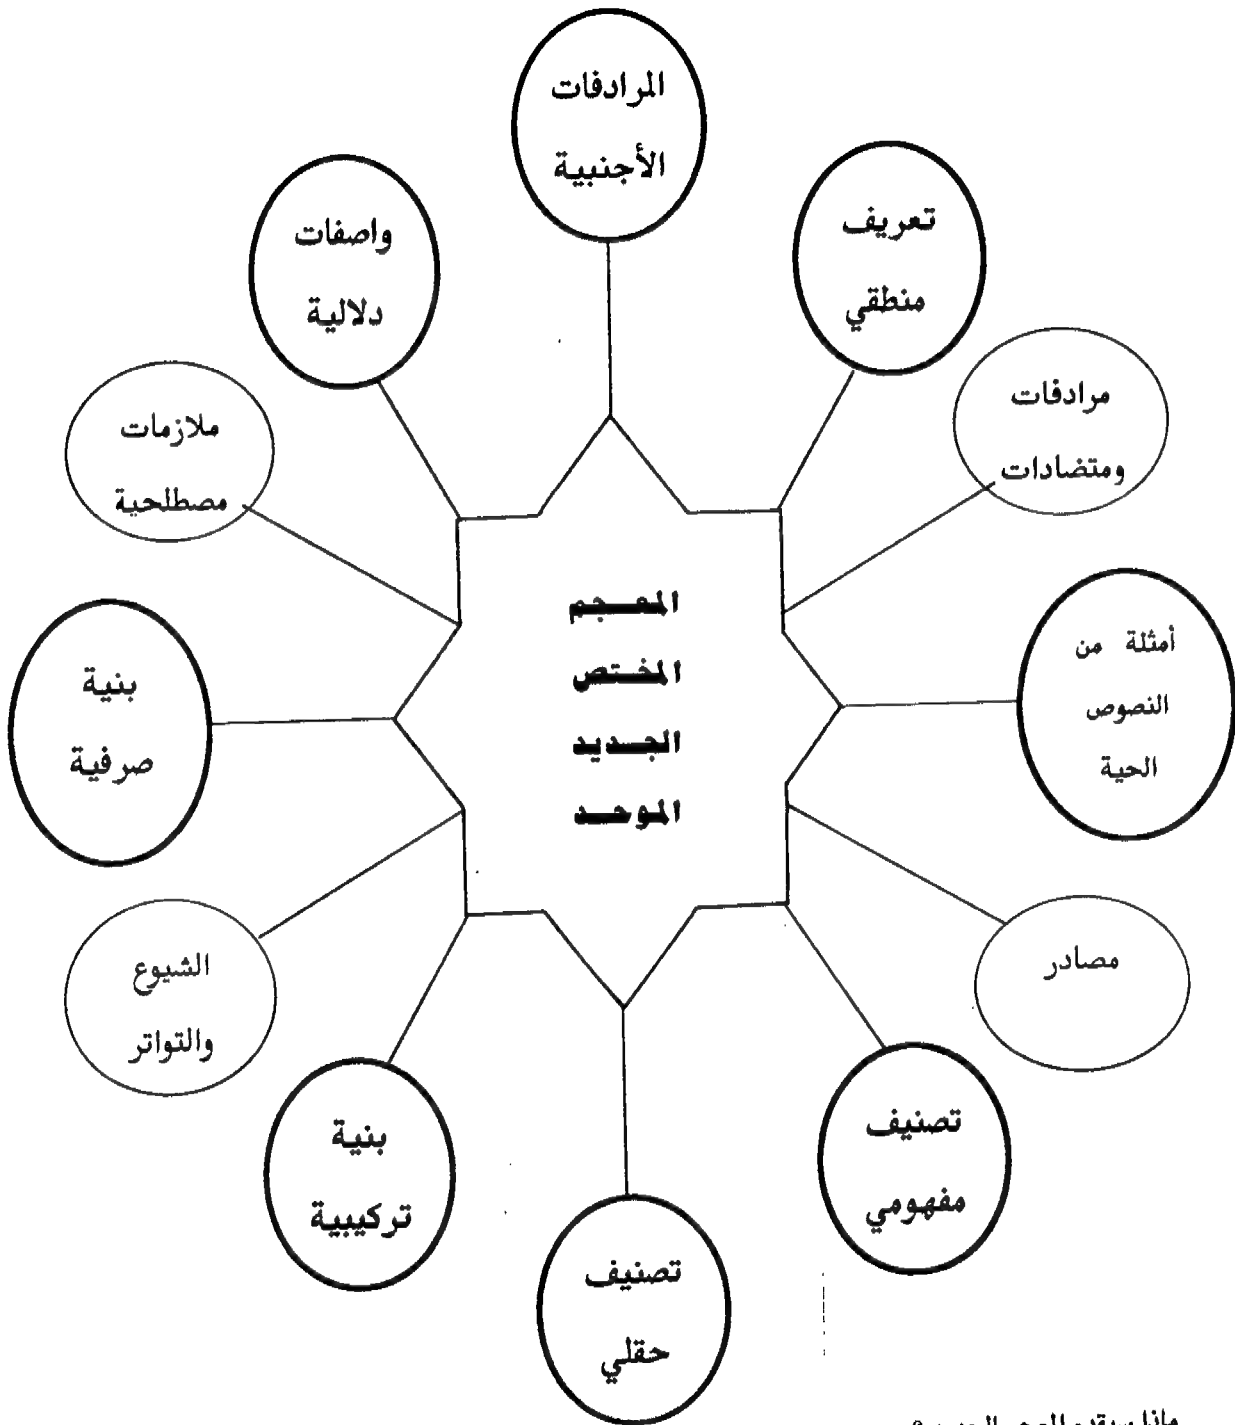 المرادفات
الأجنبية
تعريف
منطقي
واصفات
دلالية
مرادفات
ومتضادات
ملازمات
مصطلحية
المعجم
المختص
الجديد
الموحد
أمثلة من
النصوص
الحية
بنية
صرفية
مصادر
الشيوع
والتواتر
تصنيف
مفهومي
بنية
تركيبية
تصنيف
حقلي